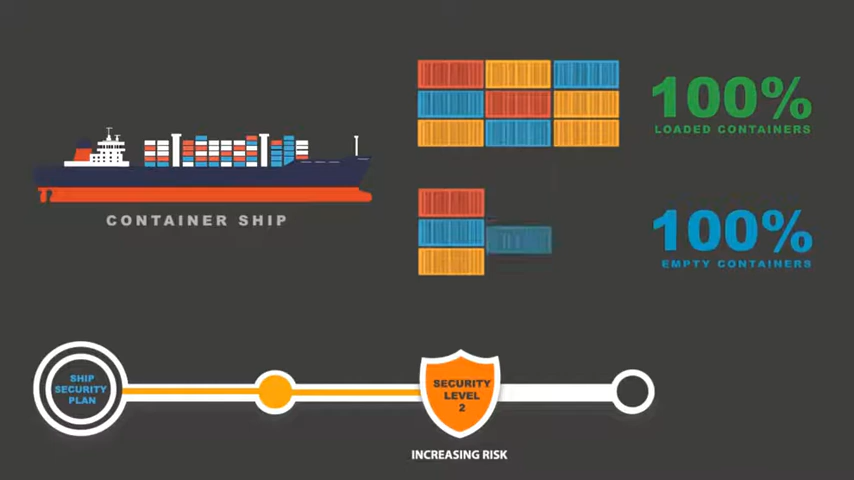 100%
LOADED CONTAINERS
CONTAINER SHIP
100%
EMPTY CONTAINERS
SHIP
SECURITY
PLAN
SECURITY
LEVEL
2
INCREASING RISK